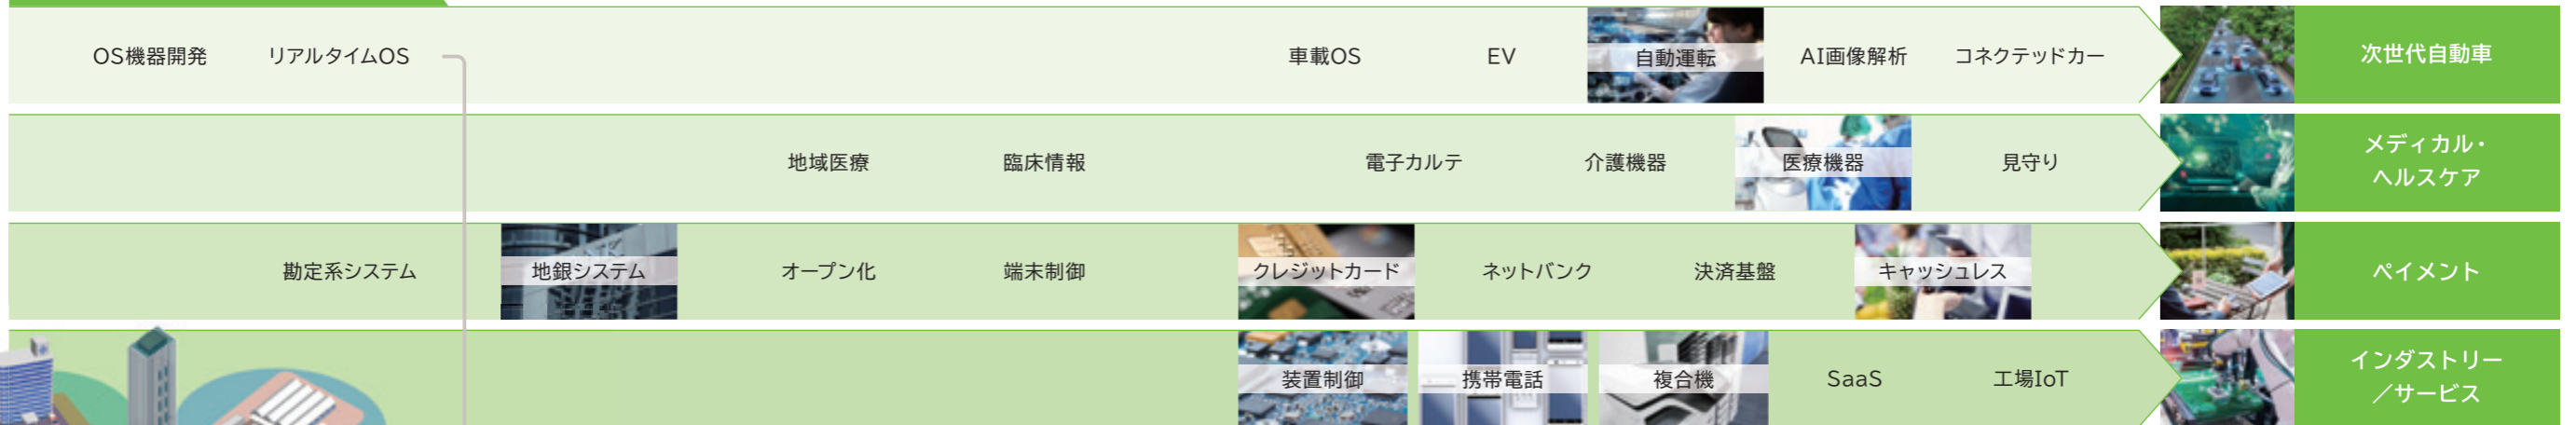 OS機器開発 リアルタイムOS 車載OS EV 自動運転 AI画像解析 コネクテッドカー 次世代自動車
地域医療 臨床情報 電子カルテ 介護機器 医療機器 見守り メディカル・
ヘルスケア
勘定系システム 地銀システム オープン化 端末制御 クレジットカード ネットバンク 決済基盤 キャッシュレス ペイメント
装置制御 携帯電話 複合機 SaaS 工場IoT インダストリー
／サービス